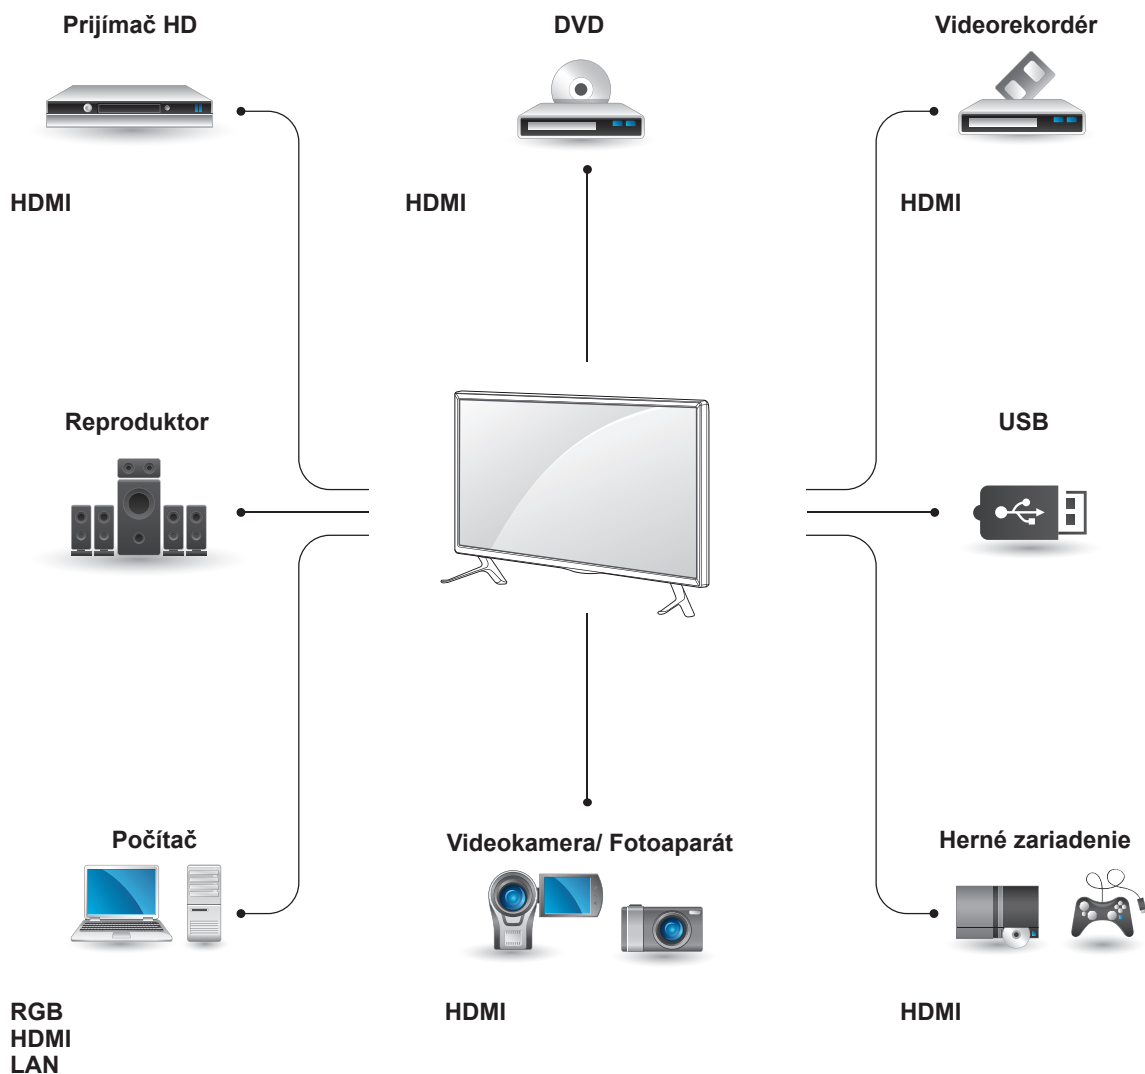 Prijímač HD
DVD
Videorekordér
HDMI
HDMI
HDMI
Reproduktor
USB
Počítač
Videokamera/ Fotoaparát
Herné zariadenie
RGB
HDMI
LAN
HDMI
HDMI